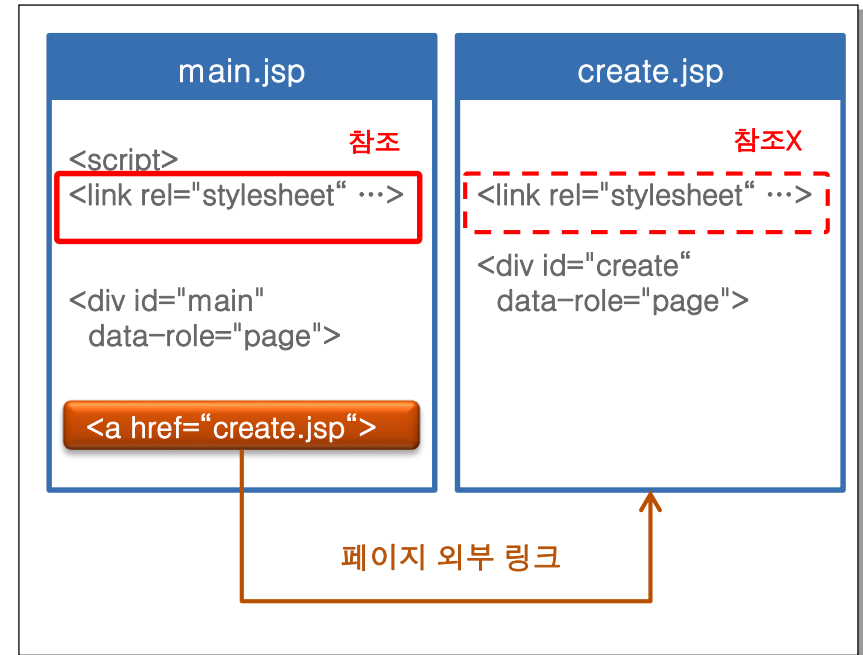 main.jsp
참조
<script>
<link rel="stylesheet“ ⋯>
<div id="main"
data-role="page">
<a href=“create.jsp“>
create.jsp
참조X
<link rel="stylesheet“ ⋯>
<div id="create“
data-role="page">
페이지 외부 링크